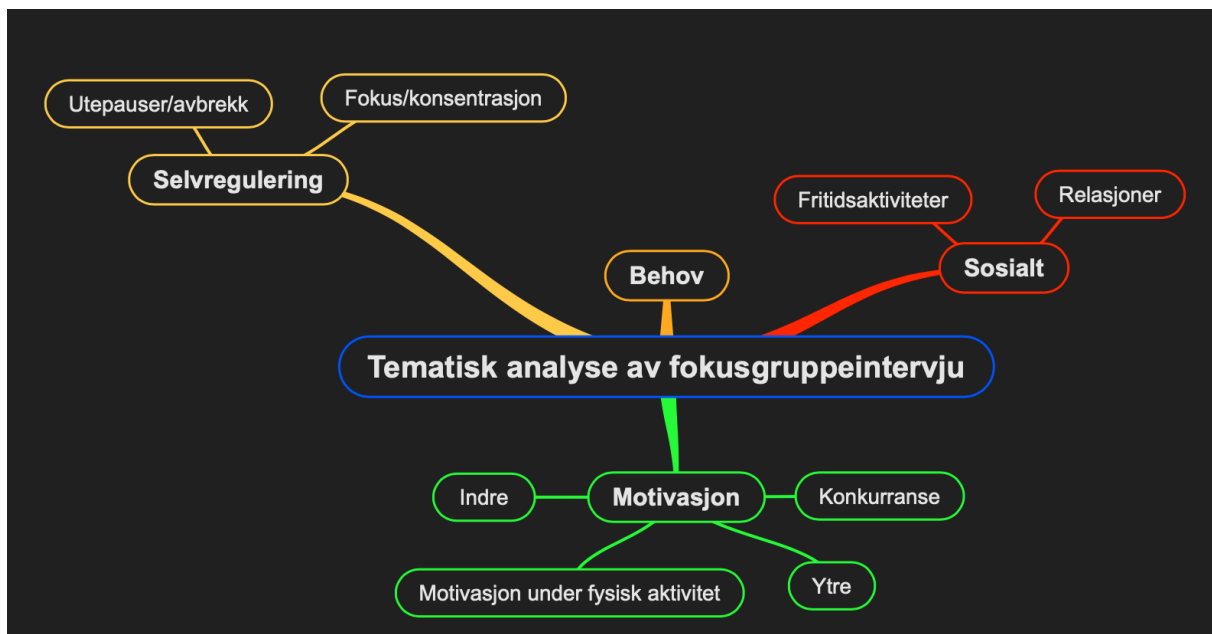 Utepauser/avbrekk
Fokus/konsentrasjon
Selvregulering
Fritidsaktiviteter
Relasjoner
Sosialt
Behov
Tematisk analyse av fokusgruppeintervju
Indre
Motivasjon
Konkurranse
Motivasjon under fysisk aktivitet
Ytre